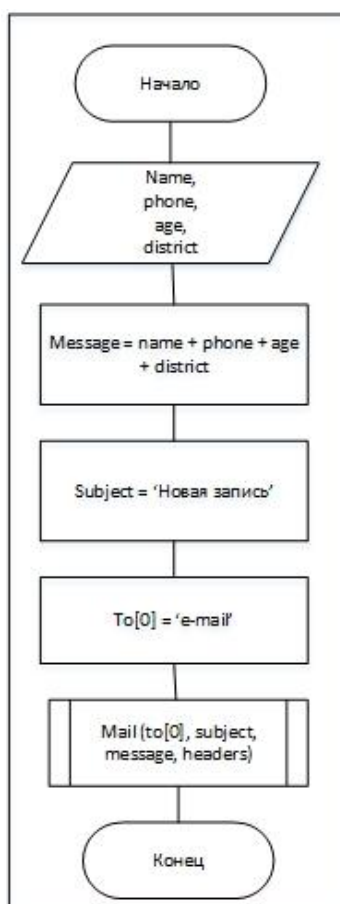 Начало
Name,
phone,
age,
district
Message = name + phone + age
+ district
Subject = ‘Новая запись’
To[0] = ‘e-mail’
Mail (to[0], subject,
message, headers)
Конец